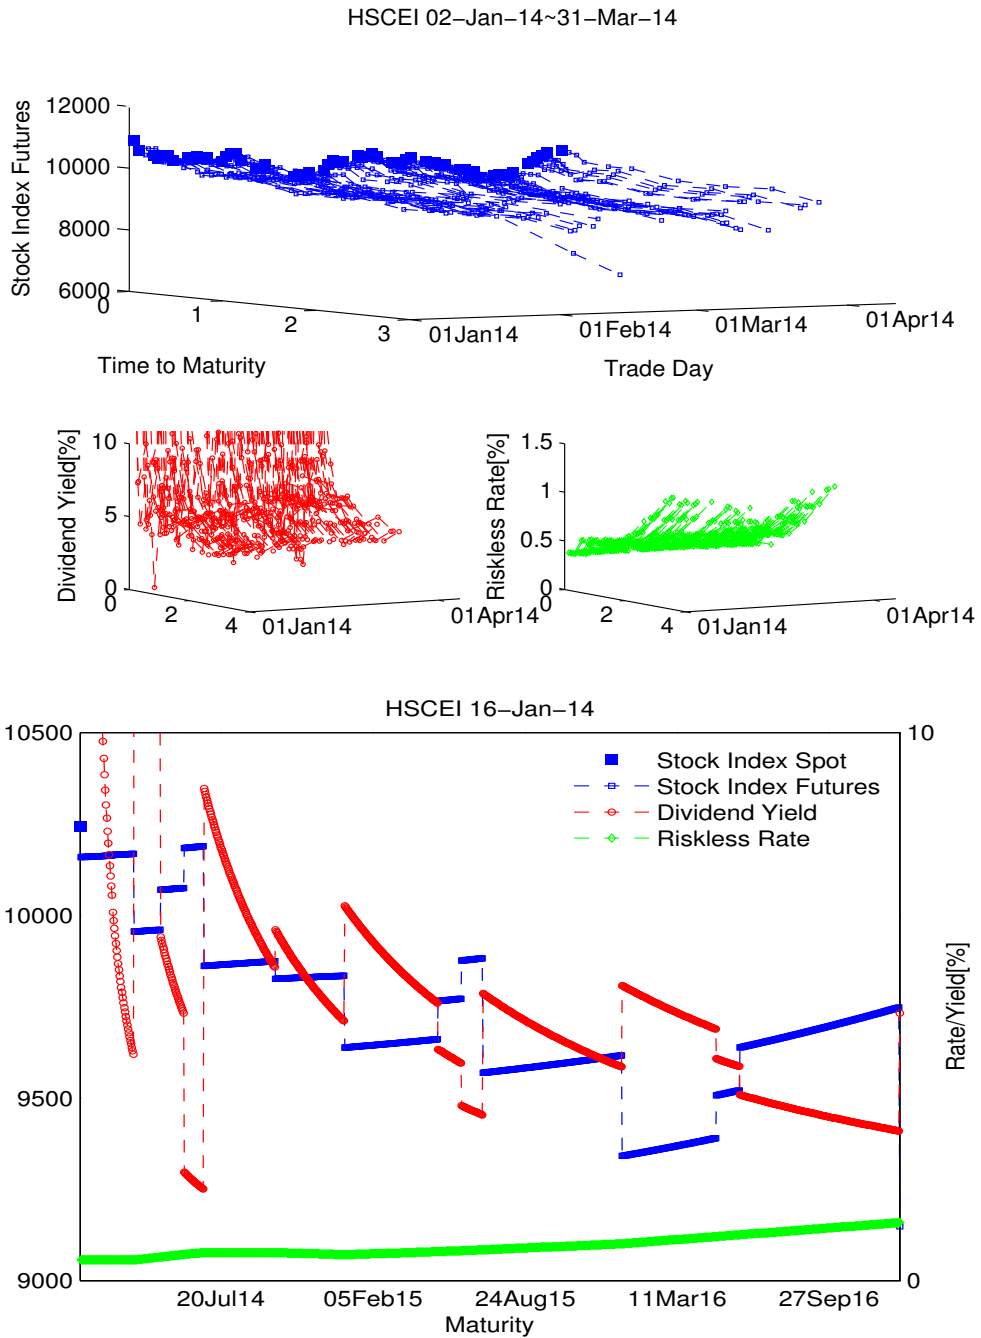 HSCEI 02−Jan−14~31−Mar−14
Stock Index Futures
12000
10000
8000
6000
0
1
2
3
01Jan14
01Feb14
01Mar14
01Apr14
Time to Maturity
Trade Day
Dividend Yield[%]
10
5
0
0
2
4
01Jan14
01Apr14
Riskless Rate[%]
1.5
1
0.5
0
0
2
4
01Jan14
01Apr14
HSCEI 16−Jan−14
10500
10000
9500
9000
10
0
Rate/Yield[%]
Stock Index Spot
Stock Index Futures
Dividend Yield
Riskless Rate
20Jul14
05Feb15
24Aug15
11Mar16
27Sep16
Maturity